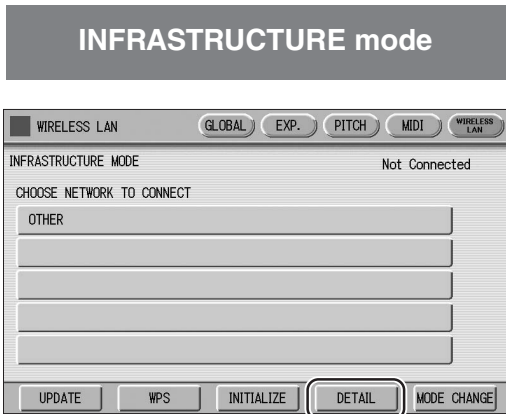 INFRASTRUCTURE mode
WIRELESS LAN GLOBAL EXP. PITCH MIDI WIRELESS LAN
INFRASTRUCTURE MODE Not Connected
CHOOSE NETWORK TO CONNECT
OTHER
UPDATE WPS INITIALIZE DETAIL MODE CHANGE